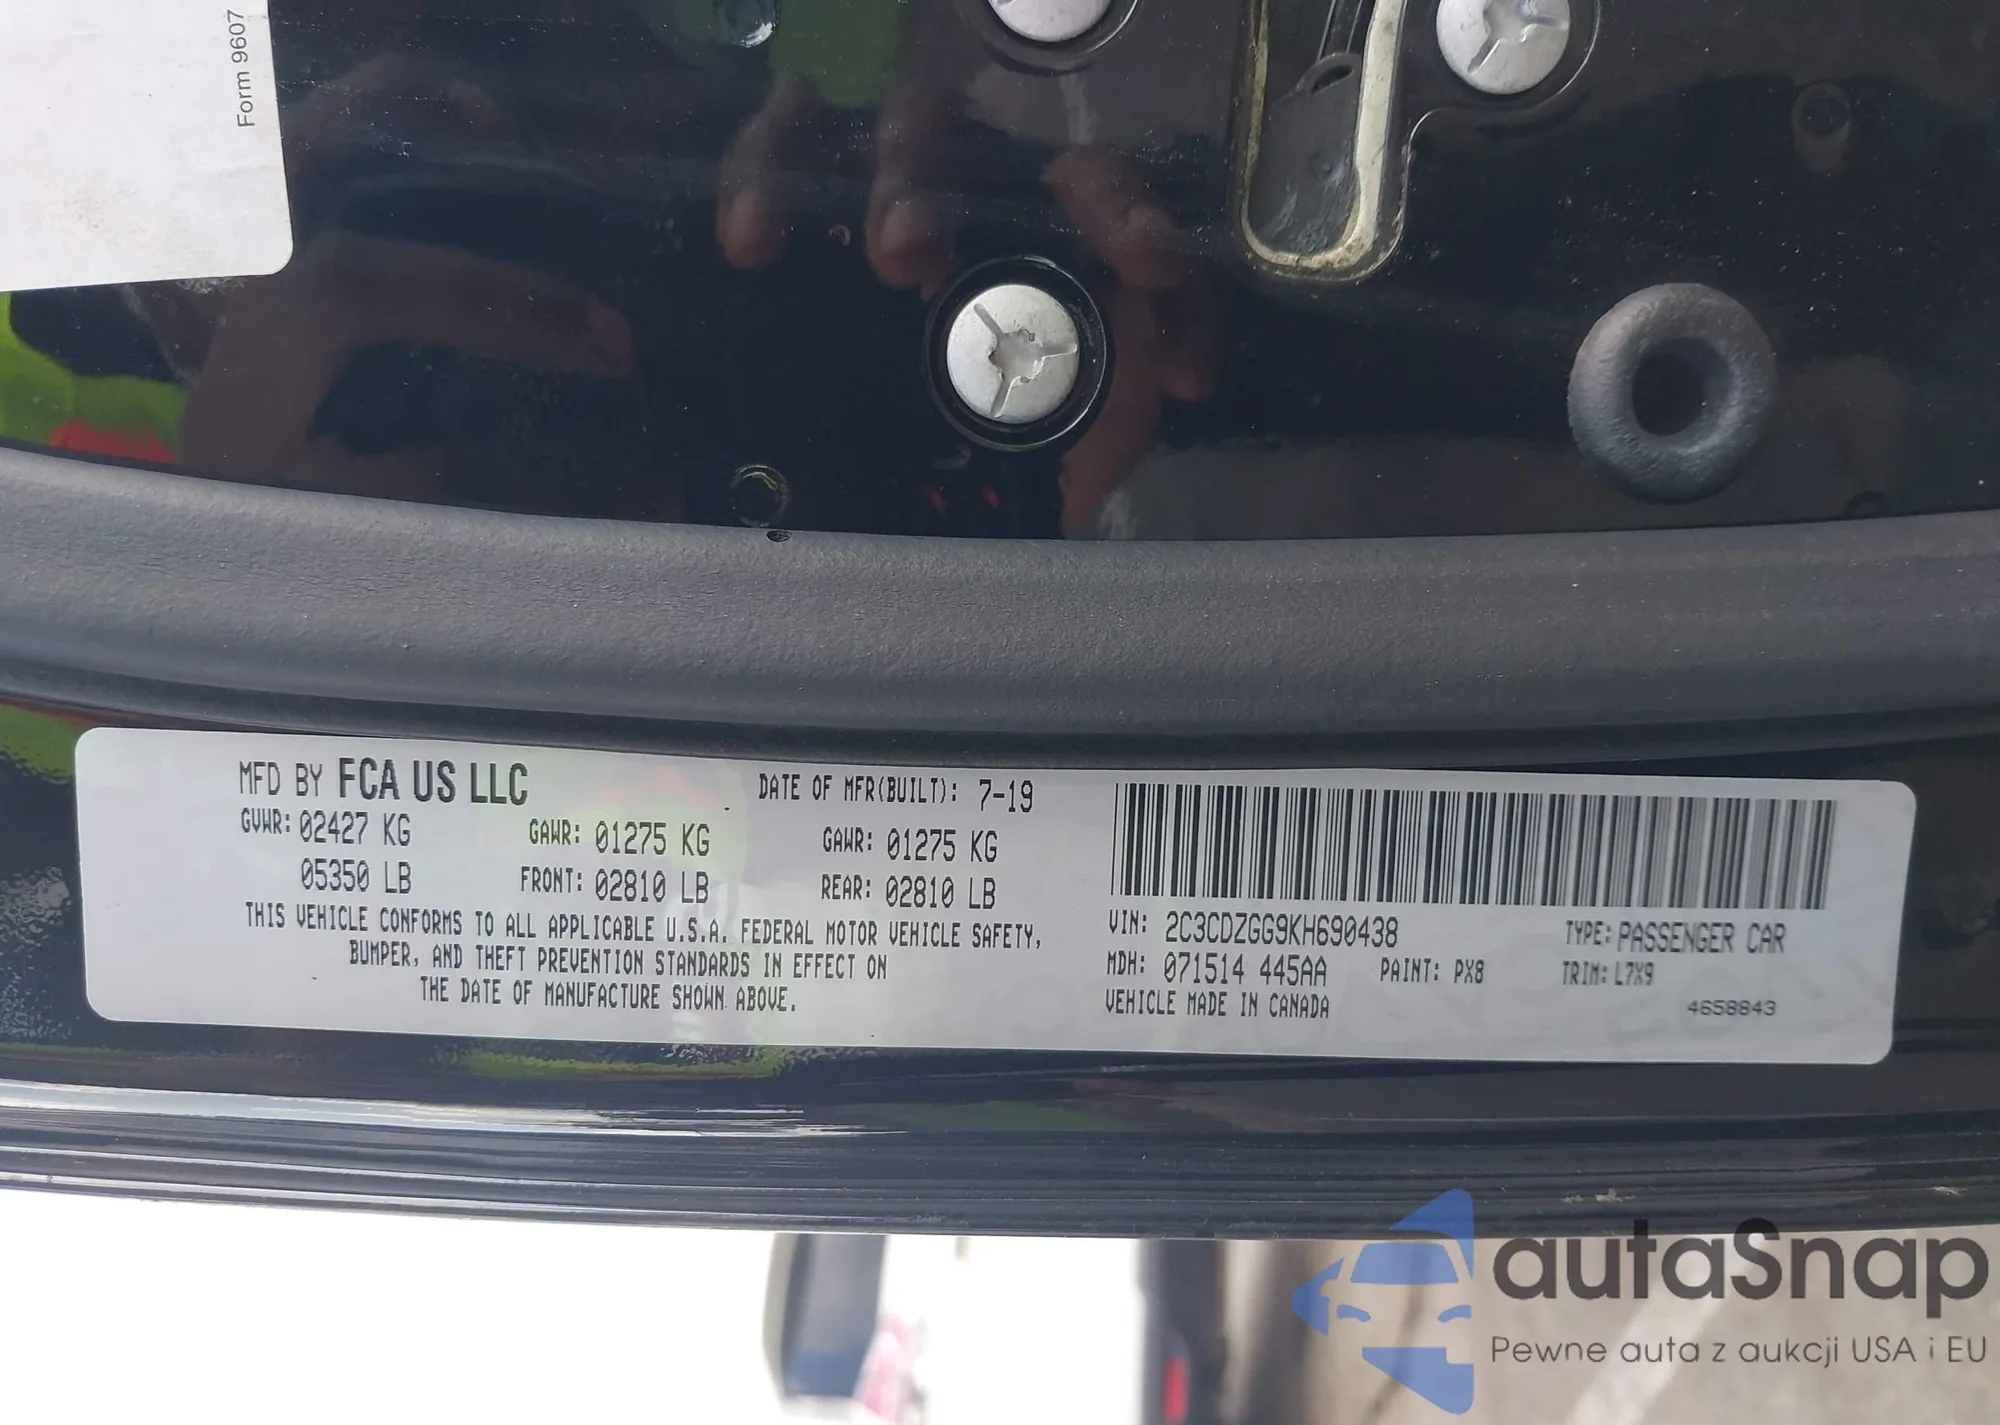 Form 9607
MFD BY FCA US LLC
DATE OF MFR(BUILT): 7-19
GVWR: 02427 KG
GAWR: 01275 KG
GAWR: 01275 KG
05350 LB
FRONT: 02810 LB
REAR: 02810 LB
THIS VEHICLE CONFORMS TO ALL APPLICABLE U.S.A. FEDERAL MOTOR VEHICLE SAFETY,
BUMPER, AND THEFT PREVENTION STANDARDS IN EFFECT ON
THE DATE OF MANUFACTURE SHOWN ABOVE.
VIN: 2C3CDZGG9KH690438
TYPE: PASSENGER CAR
MDH: 071514 445AA
PAINT: PX8
TRIM: L7X9
VEHICLE MADE IN CANADA
4658843
autaSnap
Pewne auta z aukcji USA i EU